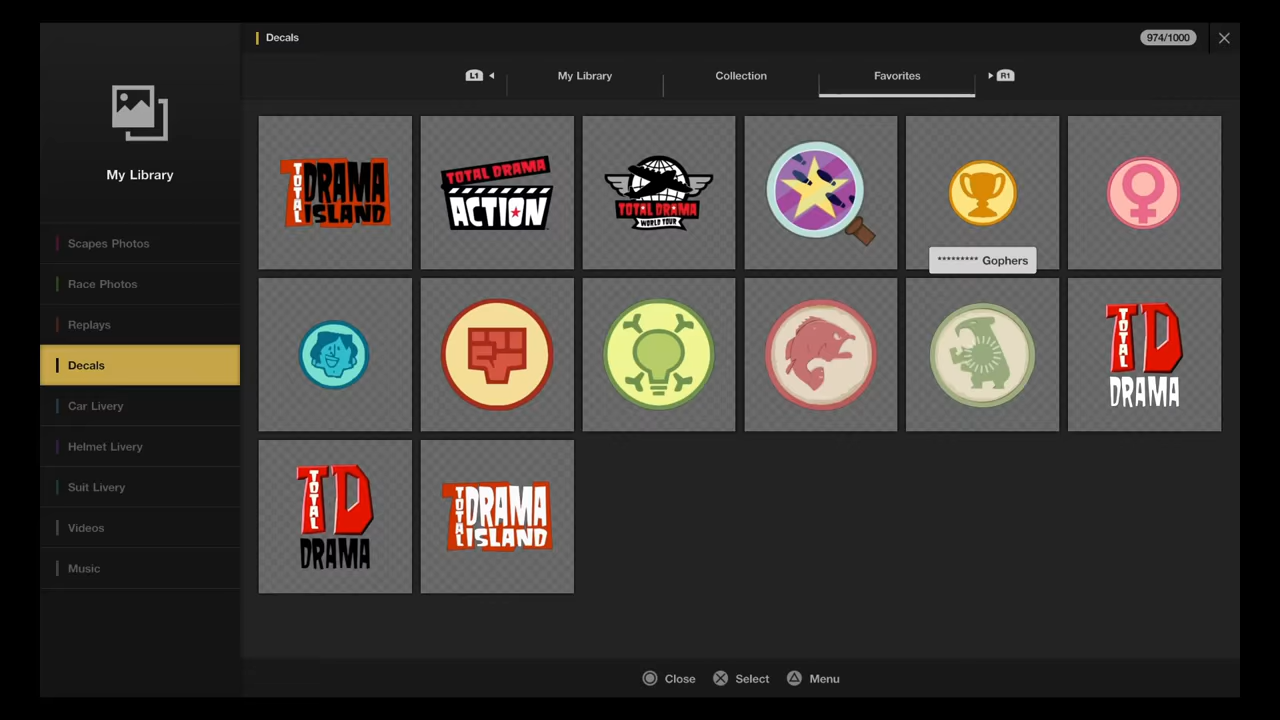 My Library
Scapes Photos
Race Photos
Replays
Decals
Car Livery
Helmet Livery
Suit Livery
Videos
Music
Decals
974/1000
L1
My Library
Collection
Favorites
R1
TOTAL DRAMA ISLAND
TOTAL DRAMA
ACTION
TOTAL DRAMA
WORLD TOUR
********* Gophers
TOTAL TD
DRAMA
TOTAL TD
DRAMA
TOTAL DRAMA ISLAND
Close
Select
Menu